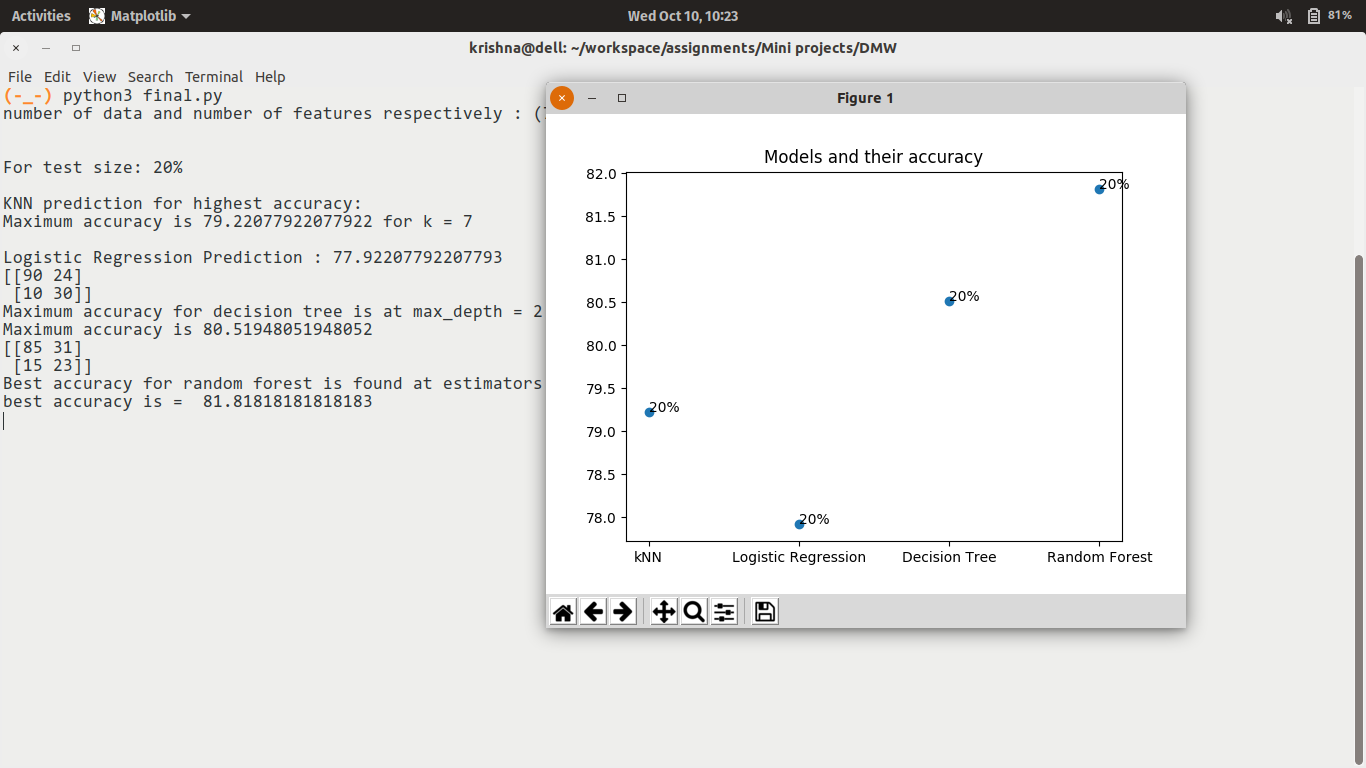 Activities Matplotlib Wed Oct 10, 10:23 81%
krishna@dell: ~/workspace/assignments/Mini projects/DMW
File Edit View Search Terminal Help
(-_-) python3 final.py
number of data and number of features respectively : (
For test size: 20%
KNN prediction for highest accuracy:
Maximum accuracy is 79.22077922077922 for k = 7
Logistic Regression Prediction : 77.92207792207793
[[90 24]
[10 30]]
Maximum accuracy for decision tree is at max_depth = 2
Maximum accuracy is 80.51948051948052
[[85 31]
[15 23]]
Best accuracy for random forest is found at estimators
best accuracy is = 81.81818181818183
Figure 1
Models and their accuracy
82.0
81.5
81.0
80.5
80.0
79.5
79.0
78.5
78.0
20%
20%
20%
20%
kNN Logistic Regression Decision Tree Random Forest